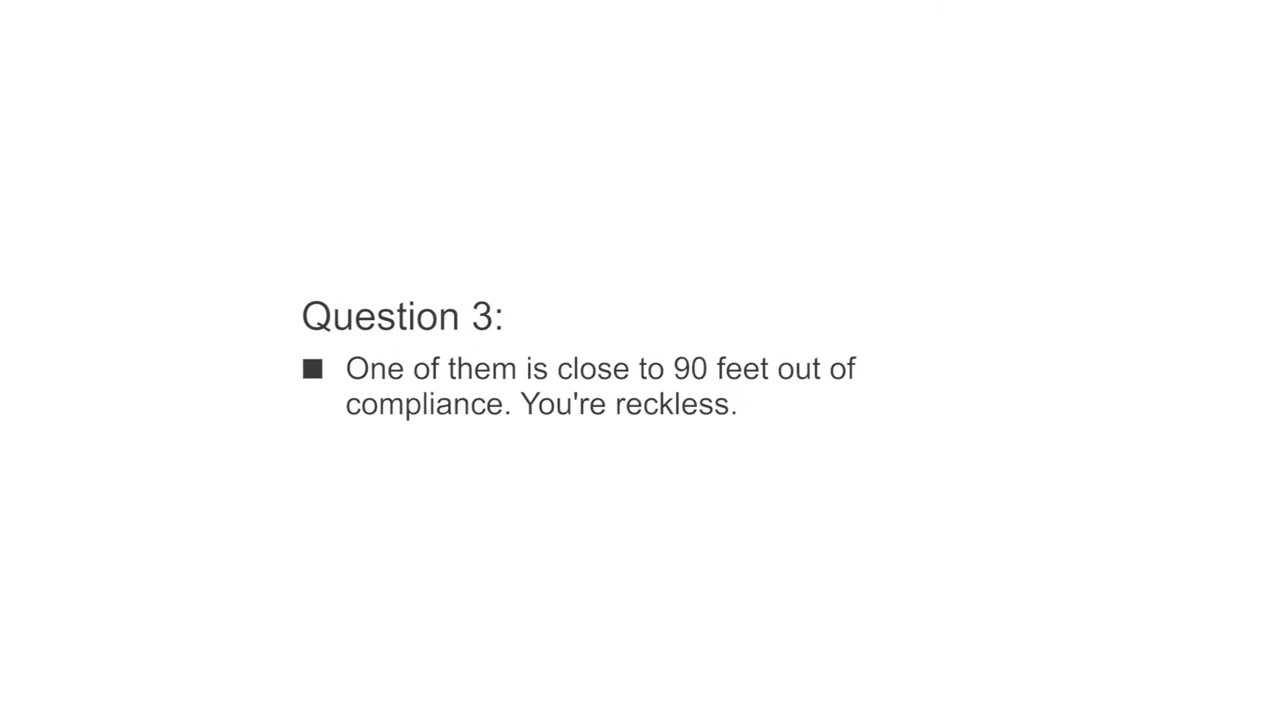 Question 3:
■ One of them is close to 90 feet out of
compliance. You're reckless.